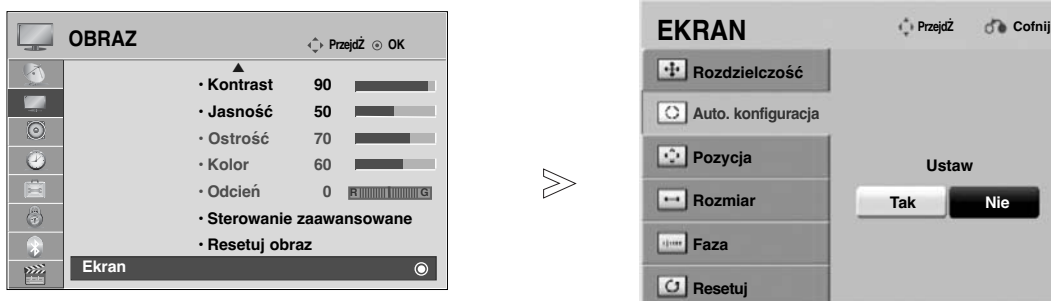 OBRAZ
PrzejdŹ OK
Kontrast 90
Jasność 50
Ostrość 70
Kolor 60
Odcień 0 R G
Sterowanie zaawansowane
Resetuj obraz
Ekran
EKRAN
PrzejdŹ Cofnij
Rozdzielczość
Auto. konfiguracja
Pozycja
Rozmiar
Faza
Resetuj
Ustaw
Tak Nie